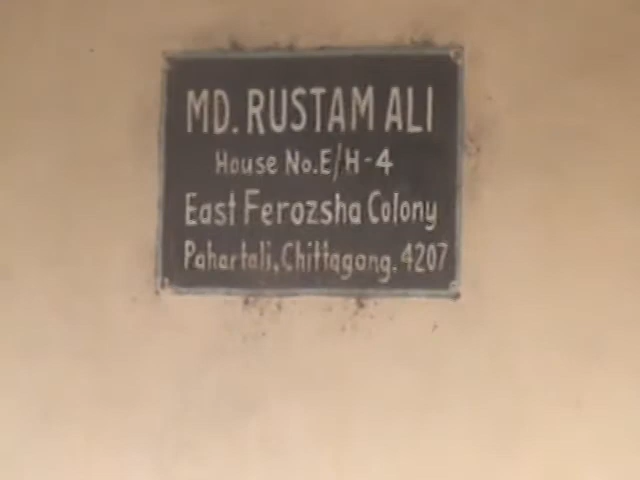 MD. RUSTAM ALI
House No.E/H-4
East Ferozsha Colony
Pahartali, Chittagong. 4207